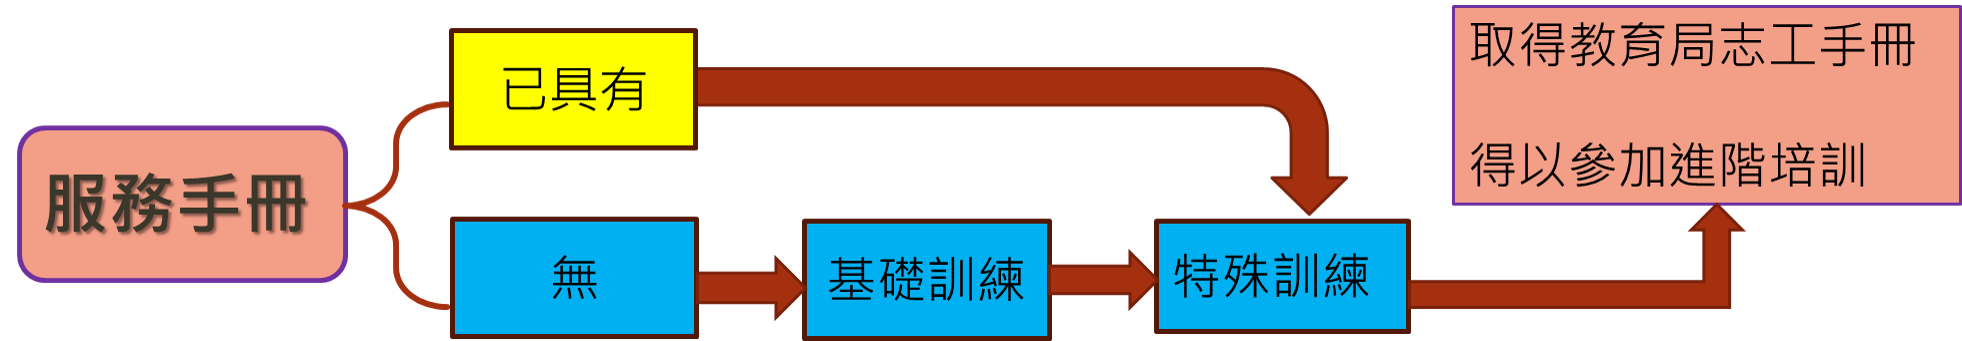 服務手冊
已具有
無
基礎訓練
特殊訓練
取得教育局志工手冊
得以參加進階培訓